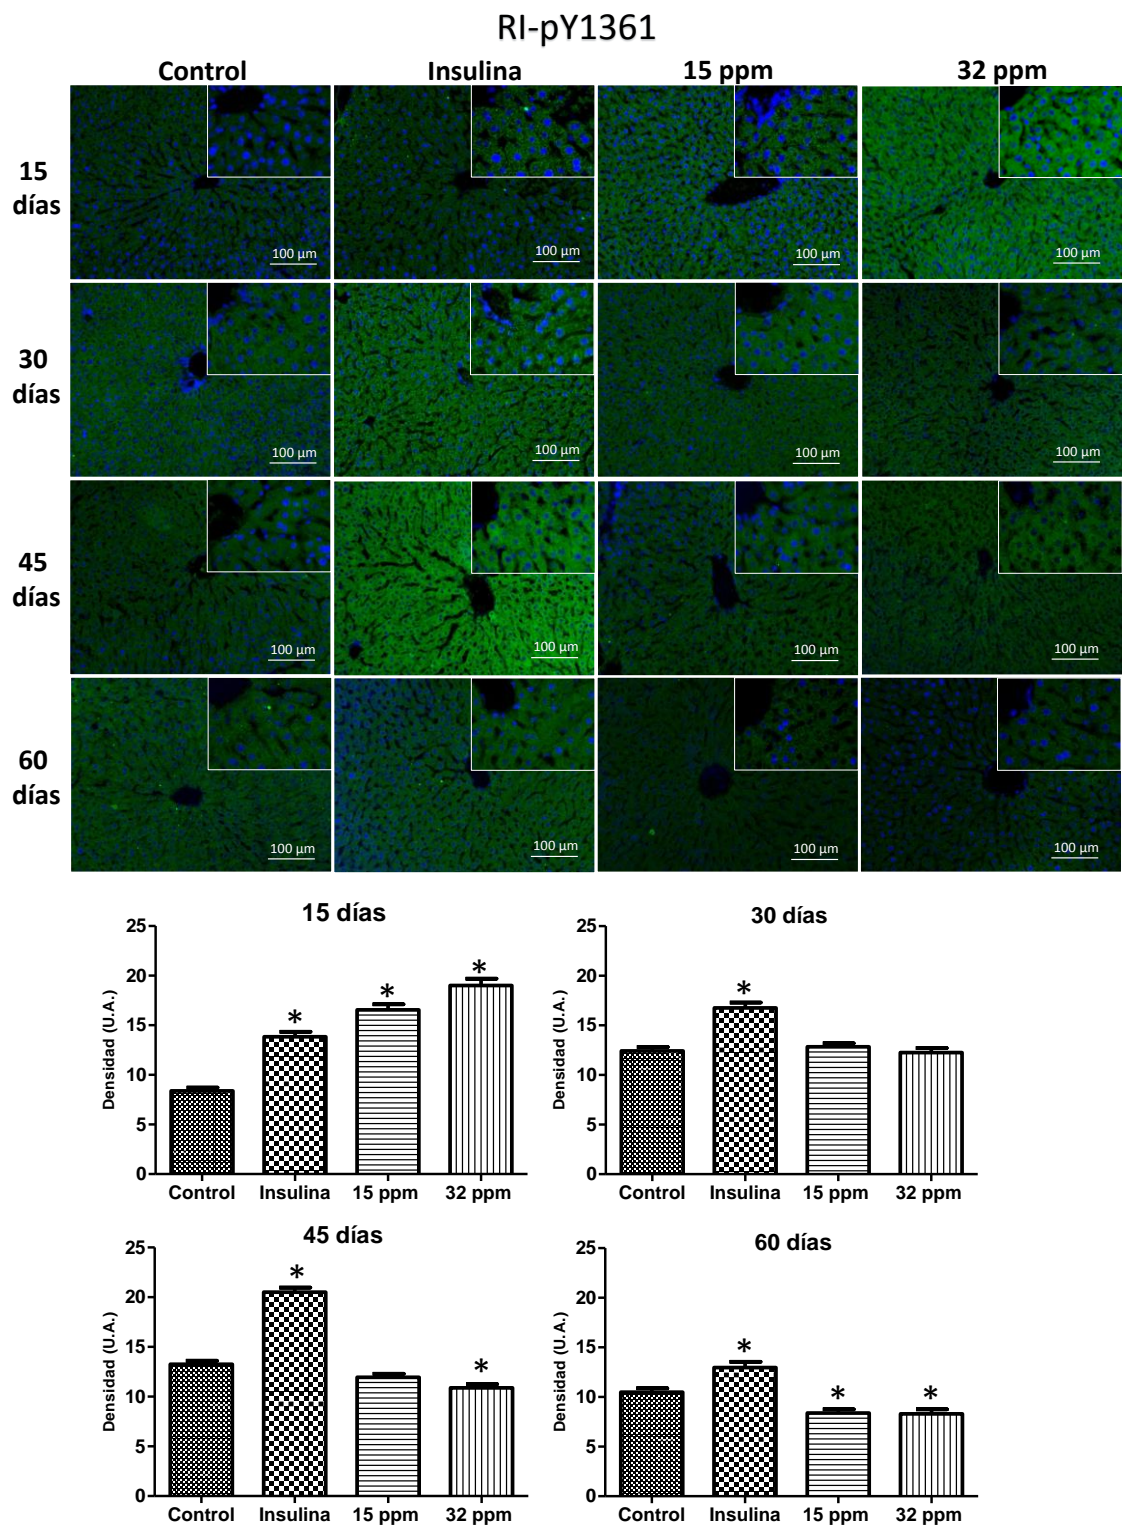 RI-pY1361
Control Insulina 15 ppm 32 ppm
15 días
100 µm 100 µm 100 µm 100 µm
30 días
100 µm 100 µm 100 µm 100 µm
45 días
100 µm 100 µm 100 µm 100 µm
60 días
100 µm 100 µm 100 µm 100 µm
15 días
Densidad (U.A.)
25
20
15
10
5
0
* * *
Control Insulina 15 ppm 32 ppm
30 días
Densidad (U.A.)
25
20
15
10
5
0
*
Control Insulina 15 ppm 32 ppm
45 días
Densidad (U.A.)
25
20
15
10
5
0
* *
Control Insulina 15 ppm 32 ppm
60 días
Densidad (U.A.)
25
20
15
10
5
0
* * *
Control Insulina 15 ppm 32 ppm